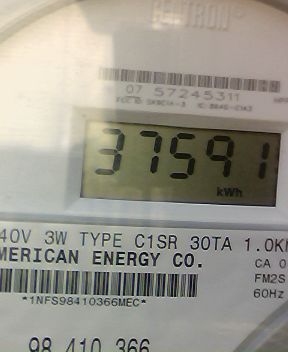 CENTRON®
07 57245311
37591
kWh
40V 3W TYPE C1SR 30TA 1.0K
MERICAN ENERGY CO.
CA 0
FM2S
60Hz
*1NFS98410366MEC*
98 410 366